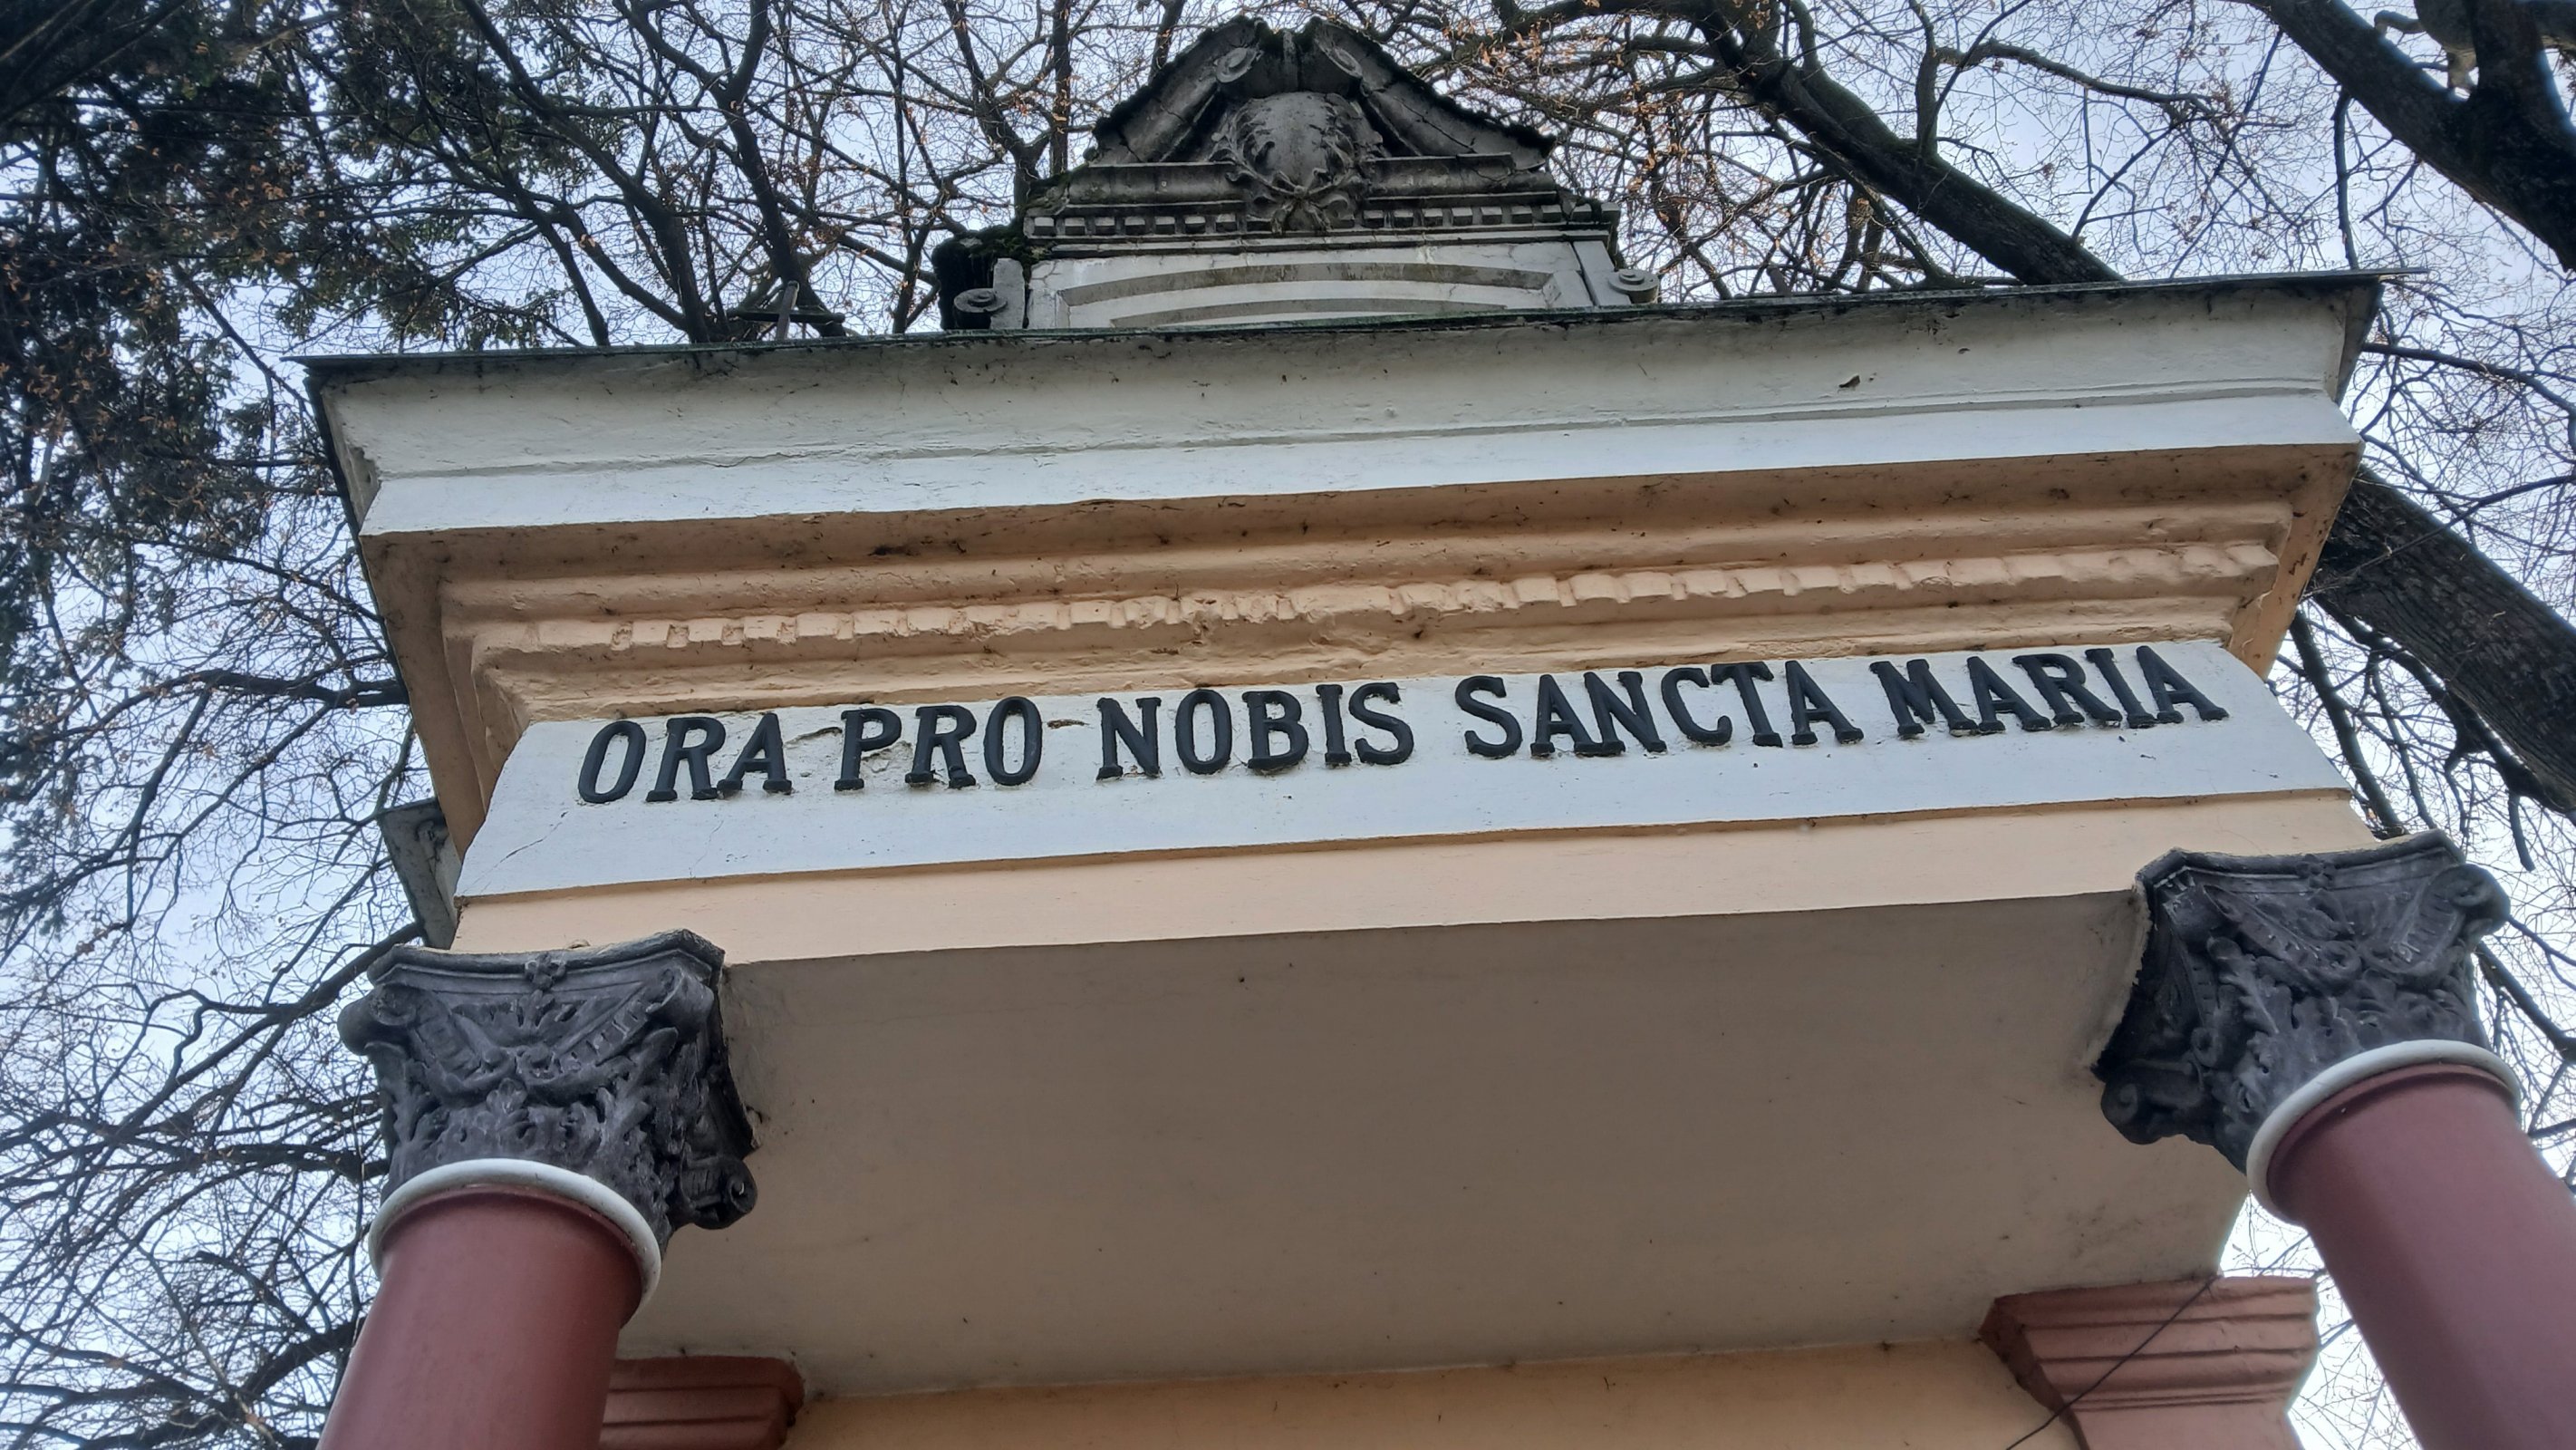 ORA PRO NOBIS SANCTA MARIA